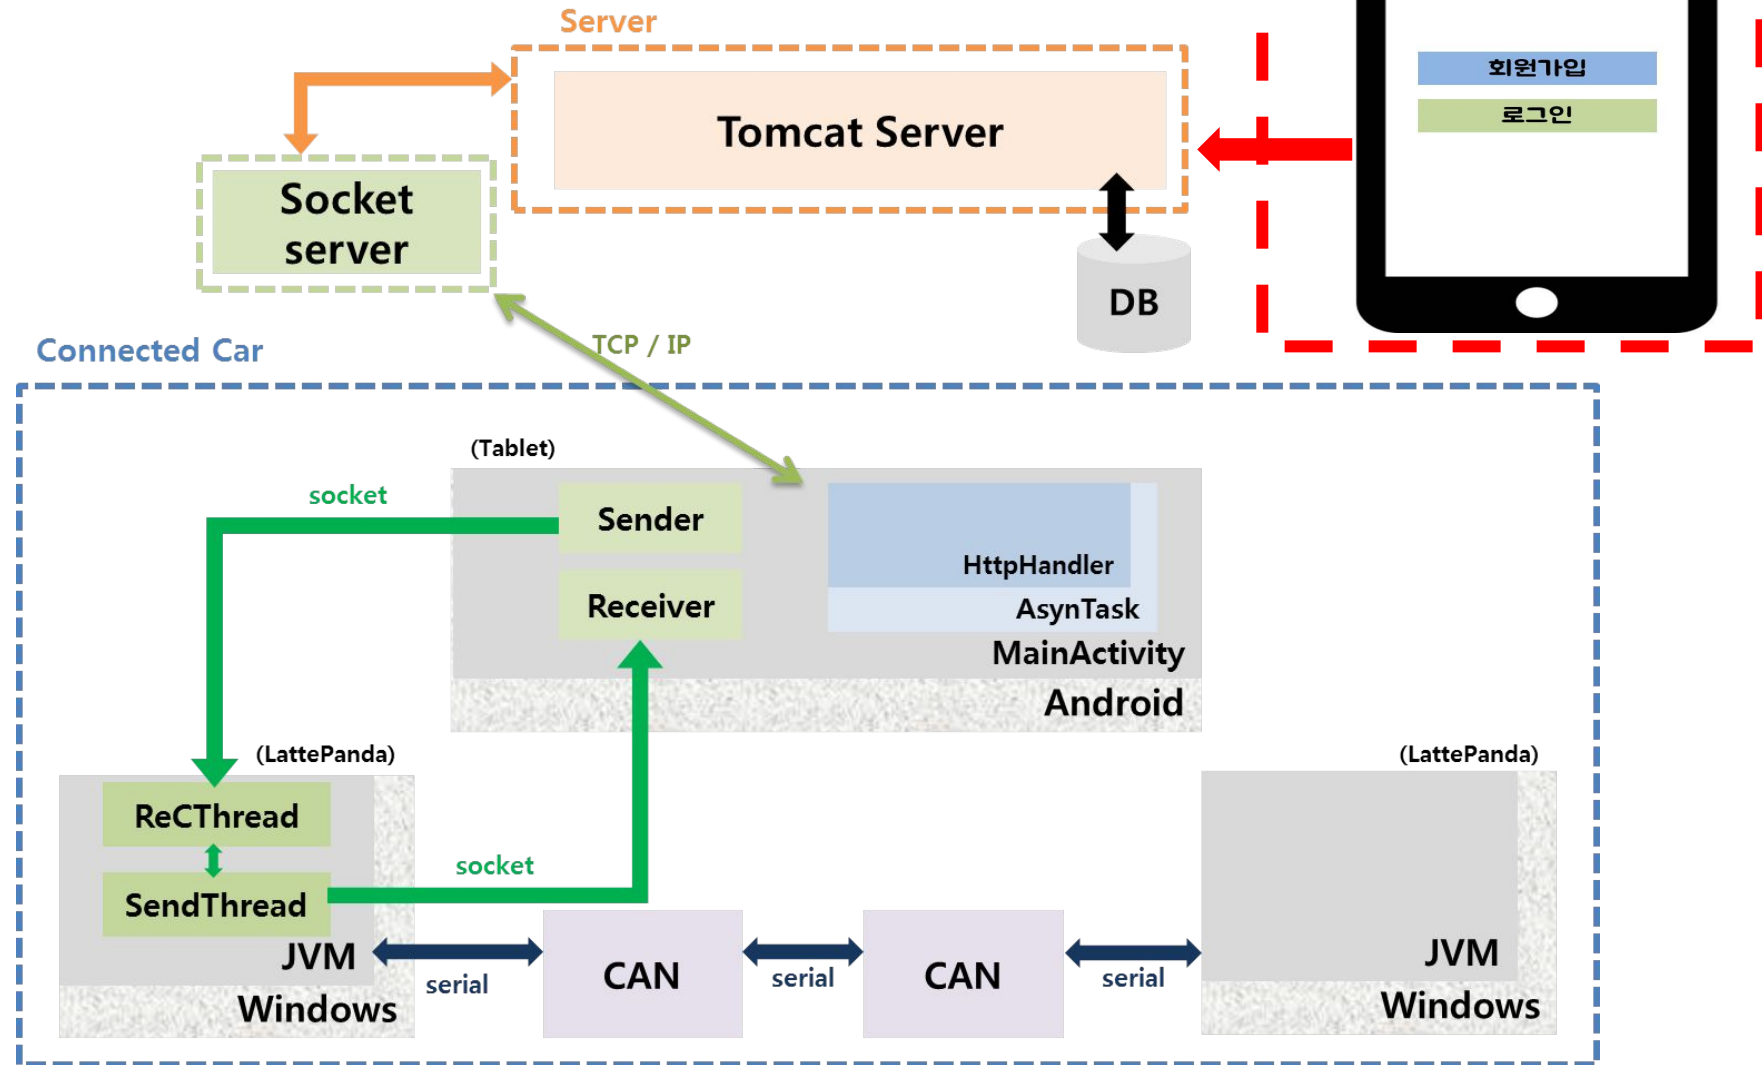 Server
회원가입
로그인
Tomcat Server
Socket
server
DB
TCP / IP
Connected Car
(Tablet)
socket
Sender
HttpHandler
Receiver
AsynTask
MainActivity
Android
(LattePanda)
(LattePanda)
ReCThread
socket
SendThread
JVM
Windows
serial
CAN
serial
CAN
serial
JVM
Windows